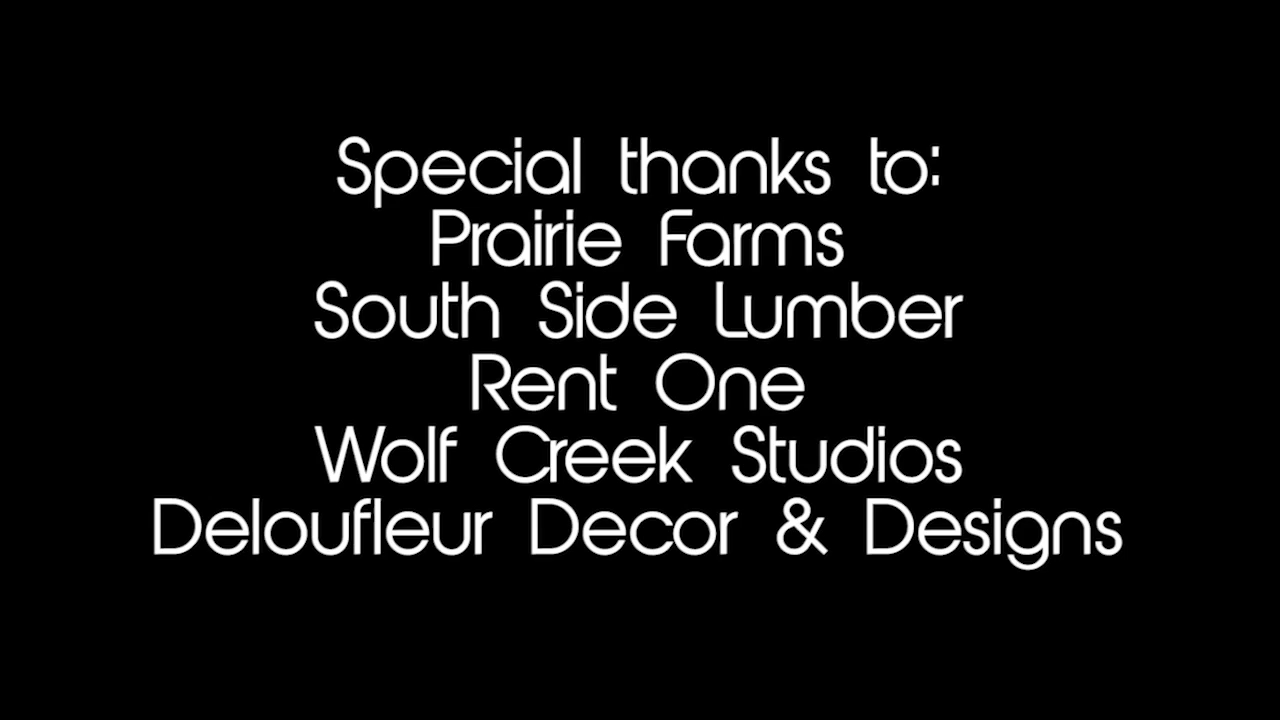 Special thanks to:
Prairie Farms
South Side Lumber
Rent One
Wolf Creek Studios
Deloufleur Decor & Designs